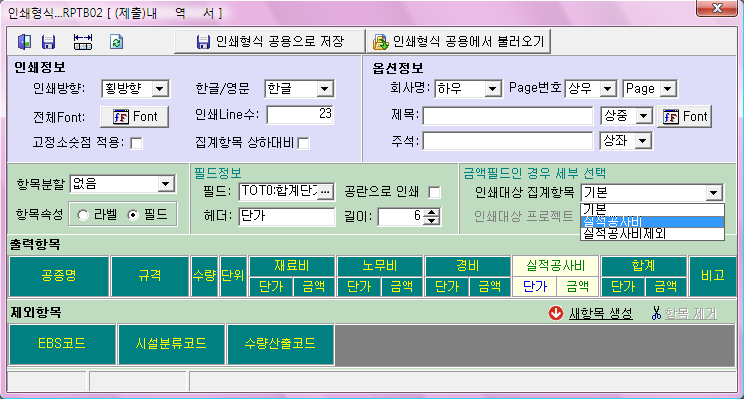 인쇄형식...RPTB02 [ (제출)내 역 서 ]
인쇄형식 공용으로 저장 인쇄형식 공용에서 불러오기
인쇄정보
인쇄방향: 횡방향 한글/영문 한글
전체Font: Font 인쇄Line수: 23
고정소숫점 적용: 집계항목 상하대비
옵션정보
회사명: 하우 Page번호 상우 Page
제목: 상중 Font
주석: 상좌
항목분할 없음
항목속성 라벨 필드
필드정보
필드: TOT0:합계단가 ... 공란으로 인쇄
헤더: 단가 길이: 6
금액필드인 경우 세부 선택
인쇄대상 집계항목 기본
인쇄대상 프로젝트
기본
실적공사비
실적공사비제외
출력항목
공종명 규격 수량 단위 재료비 노무비 경비 실적공사비 합계 비고
단가 금액 단가 금액 단가 금액 단가 금액 단가 금액
제외항목 새항목 생성 항목 제거
EBS코드 시설분류코드 수량산출코드